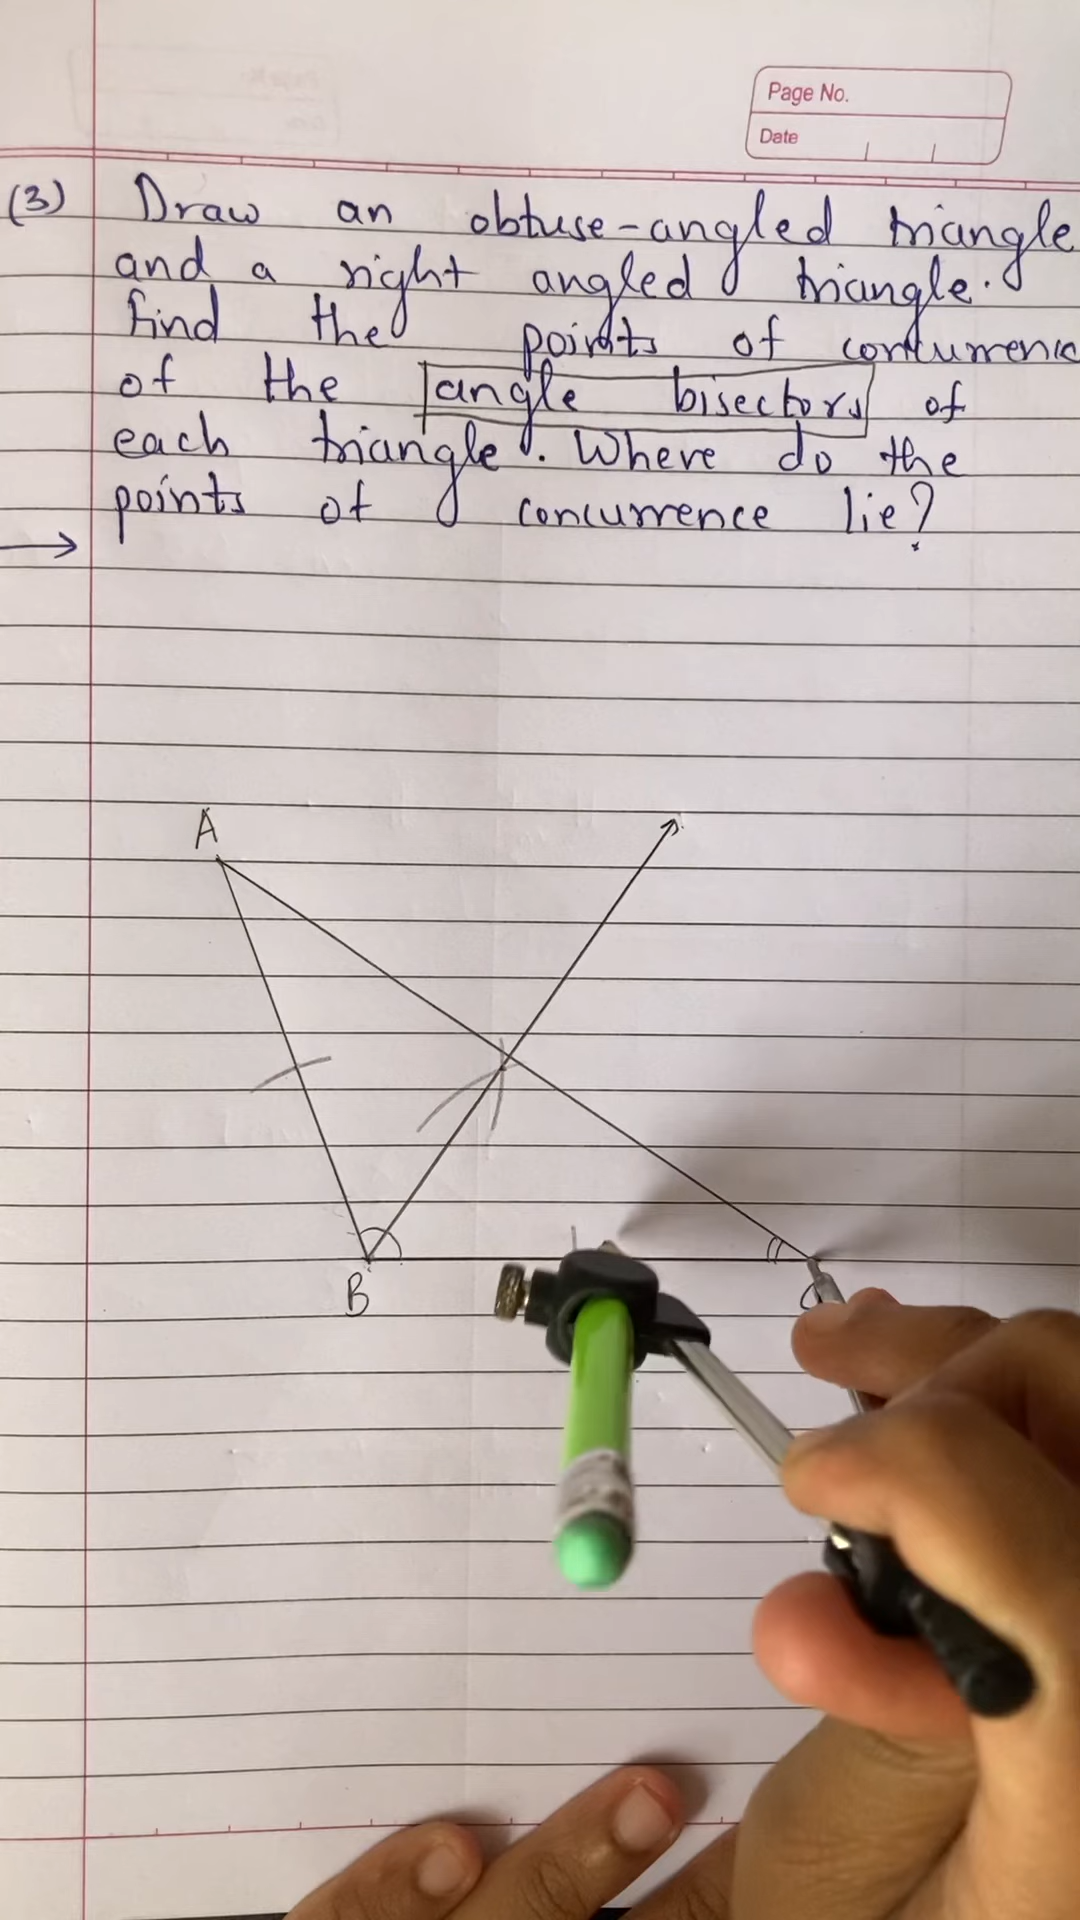 Page No.
Date
(3) Draw an obtuse-angled triangle
and a right angled triangle.
find the points of concurrenc
of the angle bisectors of
each triangle. Where do the
points of concurrence lie?
A
B